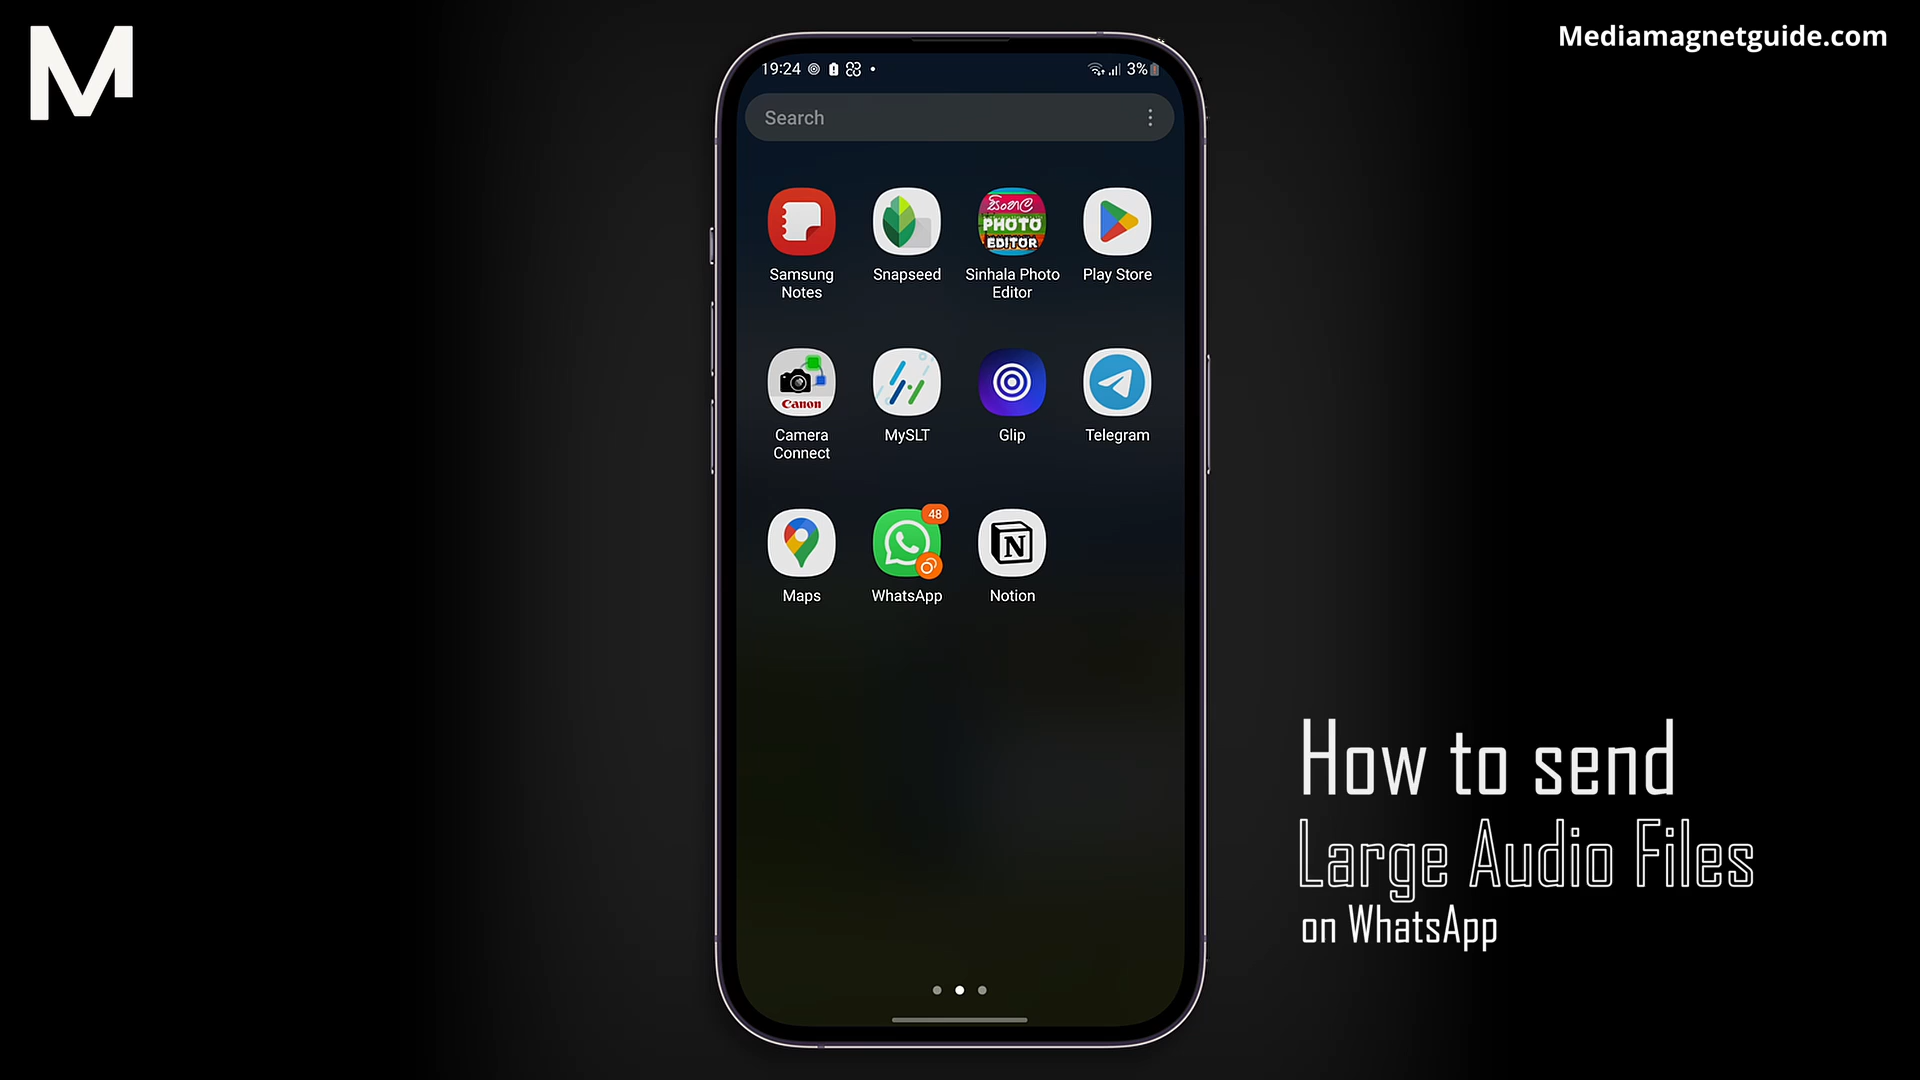 M
Mediamagnetguide.com
19:24
3%
Search
Samsung Notes
Snapseed
සිංහල
PHOTO
EDITOR
Sinhala Photo Editor
Play Store
Canon
Camera Connect
MySLT
Glip
Telegram
Maps
48
WhatsApp
N
Notion
How to send
Large Audio Files
on WhatsApp